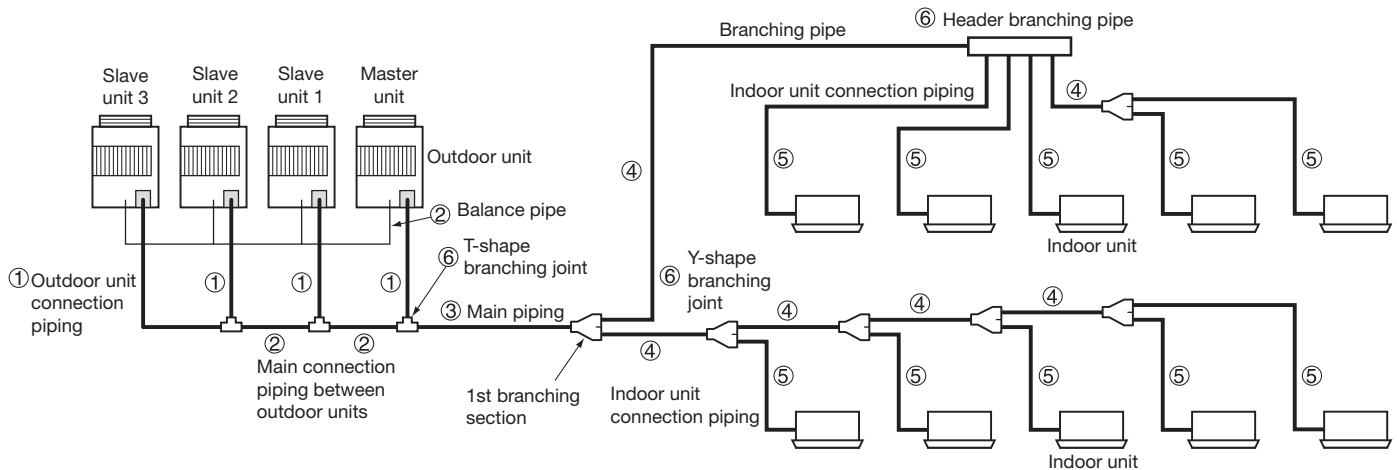 ⑥ Header branching pipe
Branching pipe
Slave
unit 3
Slave
unit 2
Slave
unit 1
Master
unit
Indoor unit connection piping
④
Outdoor unit
④
⑤
⑤
⑤
⑤
⑤
② Balance pipe
Indoor unit
⑥ T-shape
branching joint
⑥ Y-shape
branching
joint
① Outdoor unit
connection
piping
①
①
①
③ Main piping
④
④
④
④
②
②
Main connection
piping between
outdoor units
1st branching
section
Indoor unit
connection piping
⑤
⑤
⑤
⑤
⑤
Indoor unit